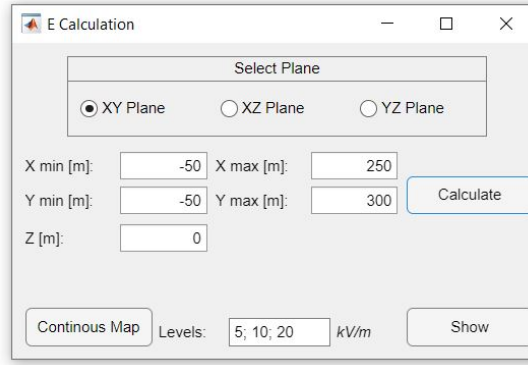 E Calculation
Select Plane
XY Plane XZ Plane YZ Plane
X min [m]: -50 X max [m]: 250
Y min [m]: -50 Y max [m]: 300 Calculate
Z [m]: 0
Continous Map Levels: 5; 10; 20 kV/m Show